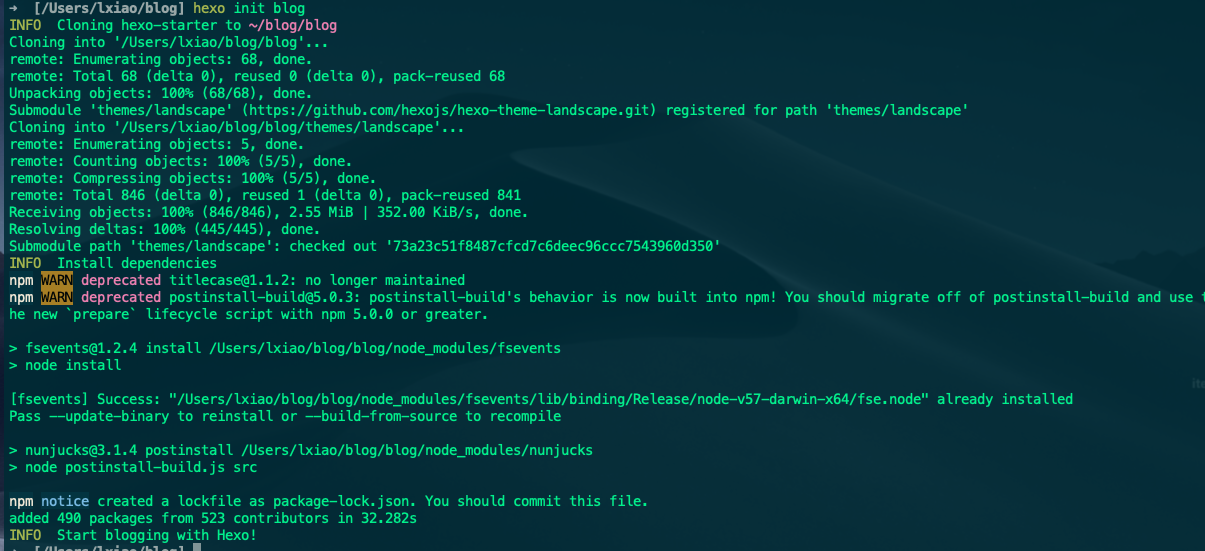 → [/Users/lxiao/blog] hexo init blog
INFO  Cloning hexo-starter to ~/blog/blog
Cloning into '/Users/lxiao/blog/blog'...
remote: Enumerating objects: 68, done.
remote: Total 68 (delta 0), reused 0 (delta 0), pack-reused 68
Unpacking objects: 100% (68/68), done.
Submodule 'themes/landscape' (https://github.com/hexojs/hexo-theme-landscape.git) registered for path 'themes/landscape'
Cloning into '/Users/lxiao/blog/blog/themes/landscape'...
remote: Enumerating objects: 5, done.
remote: Counting objects: 100% (5/5), done.
remote: Compressing objects: 100% (5/5), done.
remote: Total 846 (delta 0), reused 1 (delta 0), pack-reused 841
Receiving objects: 100% (846/846), 2.55 MiB | 352.00 KiB/s, done.
Resolving deltas: 100% (445/445), done.
Submodule path 'themes/landscape': checked out '73a23c51f8487cfcd7c6deec96ccc7543960d350'
INFO  Install dependencies
npm WARN deprecated titlecase@1.1.2: no longer maintained
npm WARN deprecated postinstall-build@5.0.3: postinstall-build's behavior is now built into npm! You should migrate off of postinstall-build and use t
he new `prepare` lifecycle script with npm 5.0.0 or greater.
> fsevents@1.2.4 install /Users/lxiao/blog/blog/node_modules/fsevents
> node install
[fsevents] Success: "/Users/lxiao/blog/blog/node_modules/fsevents/lib/binding/Release/node-v57-darwin-x64/fse.node" already installed
Pass --update-binary to reinstall or --build-from-source to recompile
> nunjucks@3.1.4 postinstall /Users/lxiao/blog/blog/node_modules/nunjucks
> node postinstall-build.js src
npm notice created a lockfile as package-lock.json. You should commit this file.
added 490 packages from 523 contributors in 32.282s
INFO  Start blogging with Hexo!
→ [/Users/lxiao/blog]